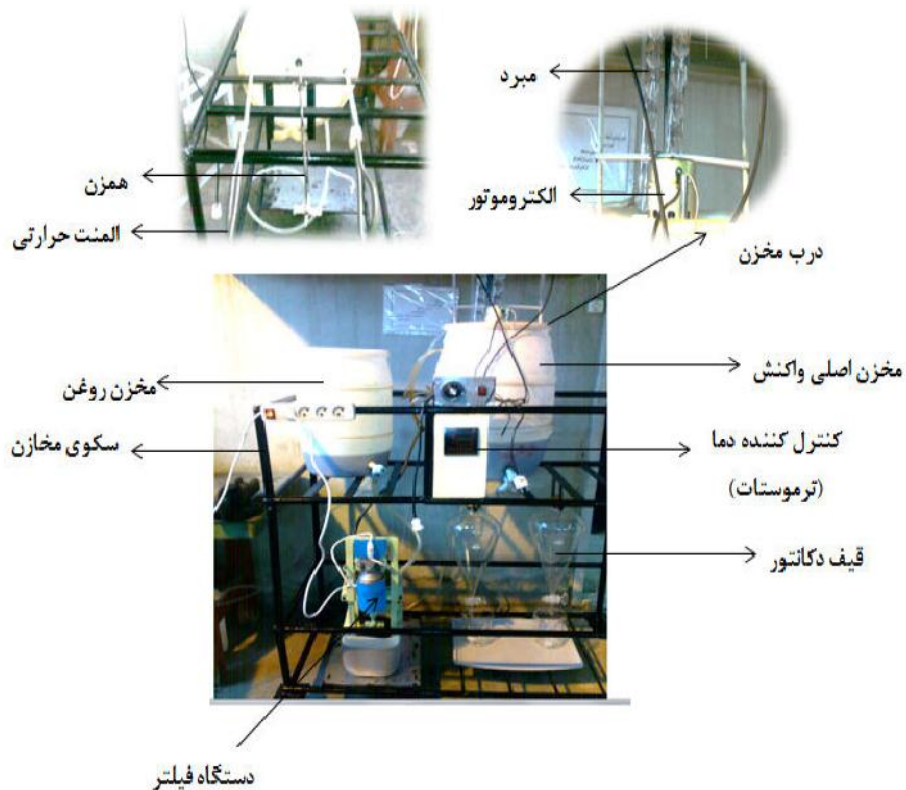 مبرد
همزن
الکتروموتور
المنت حرارتی
درب مخزن
مخزن اصلی واکنش
مخزن روغن
کنترل کننده دما
(ترموستات)
سکوی مخازن
قیف دکانتور
دستگاه فیلتر